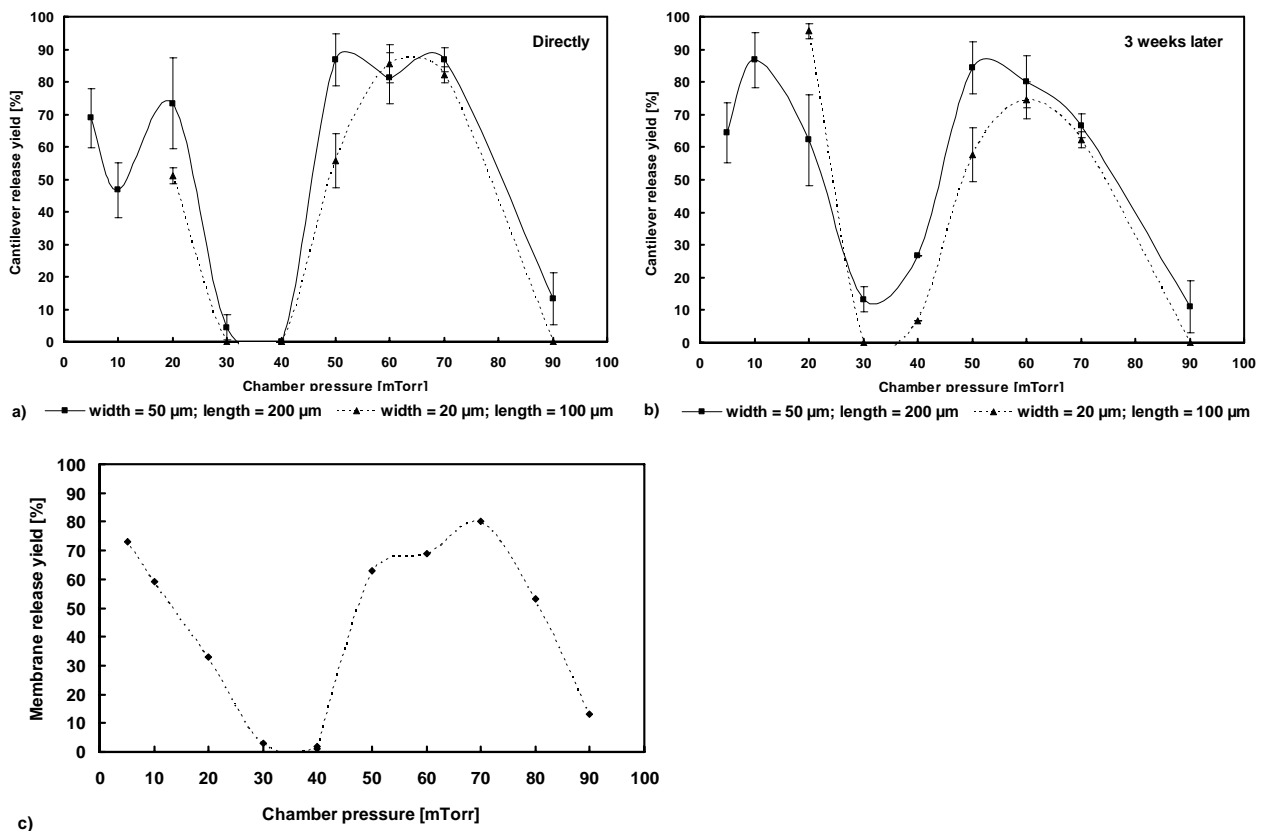 100
90
80
70
60
50
40
30
20
10
0
Cantilever release yield [%]
Directly
0 10 20 30 40 50 60 70 80 90 100
Chamber pressure [mTorr]
a) width = 50 µm; length = 200 µm width = 20 µm; length = 100 µm
100
90
80
70
60
50
40
30
20
10
0
Cantilever release yield [%]
3 weeks later
0 10 20 30 40 50 60 70 80 90 100
Chamber pressure [mTorr]
b) width = 50 µm; length = 200 µm width = 20 µm; length = 100 µm
100
90
80
70
60
50
40
30
20
10
0
Membrane release yield [%]
0 10 20 30 40 50 60 70 80 90 100
Chamber pressure [mTorr]
c)